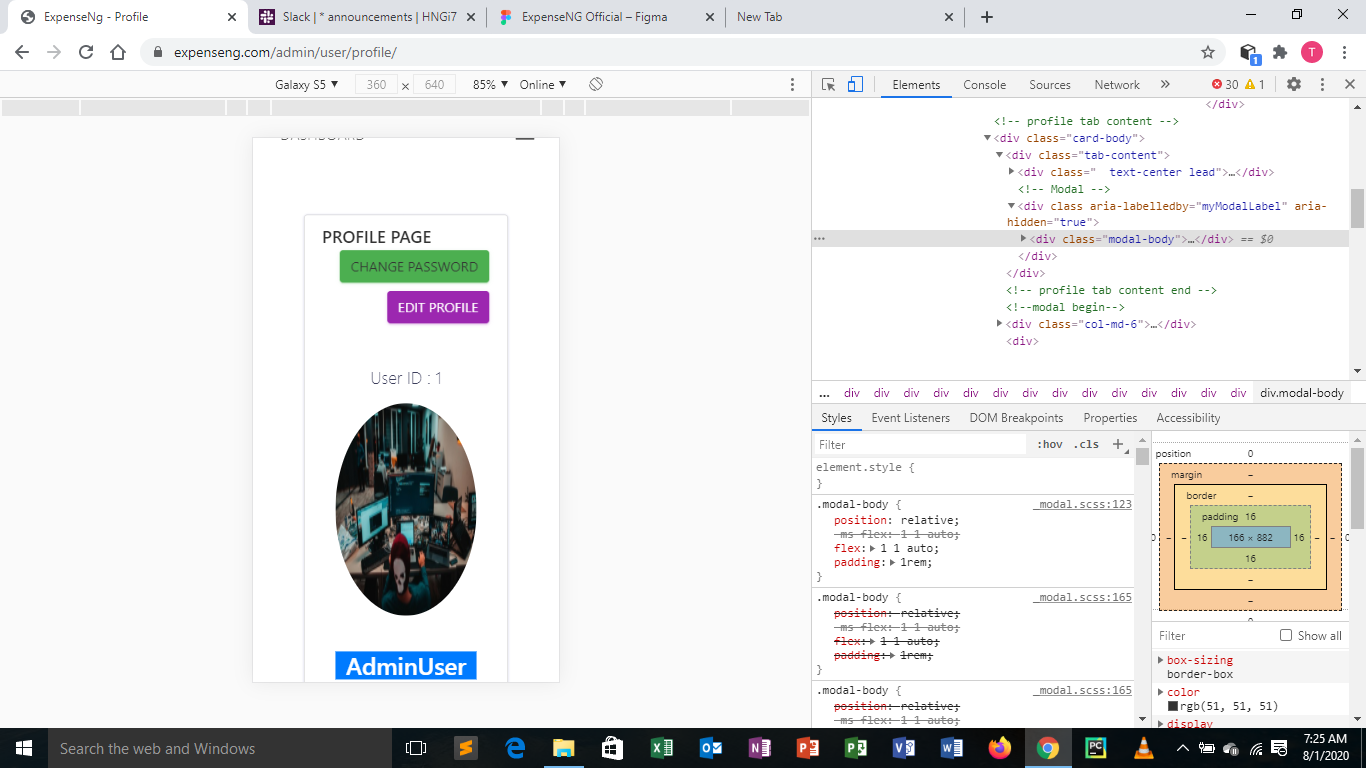 ExpenseNg - Profile
Slack | * announcements | HNGi7
ExpenseNG Official – Figma
New Tab
expenseng.com/admin/user/profile/
1
T
Galaxy S5 ▼ 360 × 640 85% ▼ Online ▼
Elements Console Sources Network » 30 1
DASHBOARD
PROFILE PAGE
CHANGE PASSWORD
EDIT PROFILE
User ID : 1
AdminUser
</div>
<!-- profile tab content -->
▼<div class="card-body">
▼<div class="tab-content">
▶<div class="  text-center lead">…</div>
<!-- Modal -->
▼<div class aria-labelledby="myModalLabel" aria-
hidden="true">
… ▶<div class="modal-body">…</div> == $0
</div>
</div>
<!-- profile tab content end -->
<!--modal begin-->
▶<div class="col-md-6">…</div>
<div>
… div div div div div div div div div div div div div div div.modal-body
Styles Event Listeners DOM Breakpoints Properties Accessibility
Filter :hov .cls +
element.style {
}
.modal-body { _modal.scss:123
position: relative;
-ms-flex: 1 1 auto;
flex:▶ 1 1 auto;
padding:▶ 1rem;
}
.modal-body { _modal.scss:165
position: relative;
-ms-flex: 1 1 auto;
flex:▶ 1 1 auto;
padding:▶ 1rem;
}
.modal-body { _modal.scss:165
position: relative;
-ms-flex: 1 1 auto;
position 0
margin –
border –
padding 16
0 – – 16 166 × 882 16 – – 0
16
–
–
Filter Show all
▶ box-sizing
border-box
▶ color
rgb(51, 51, 51)
▶ display
Search the web and Windows
7:25 AM
8/1/2020